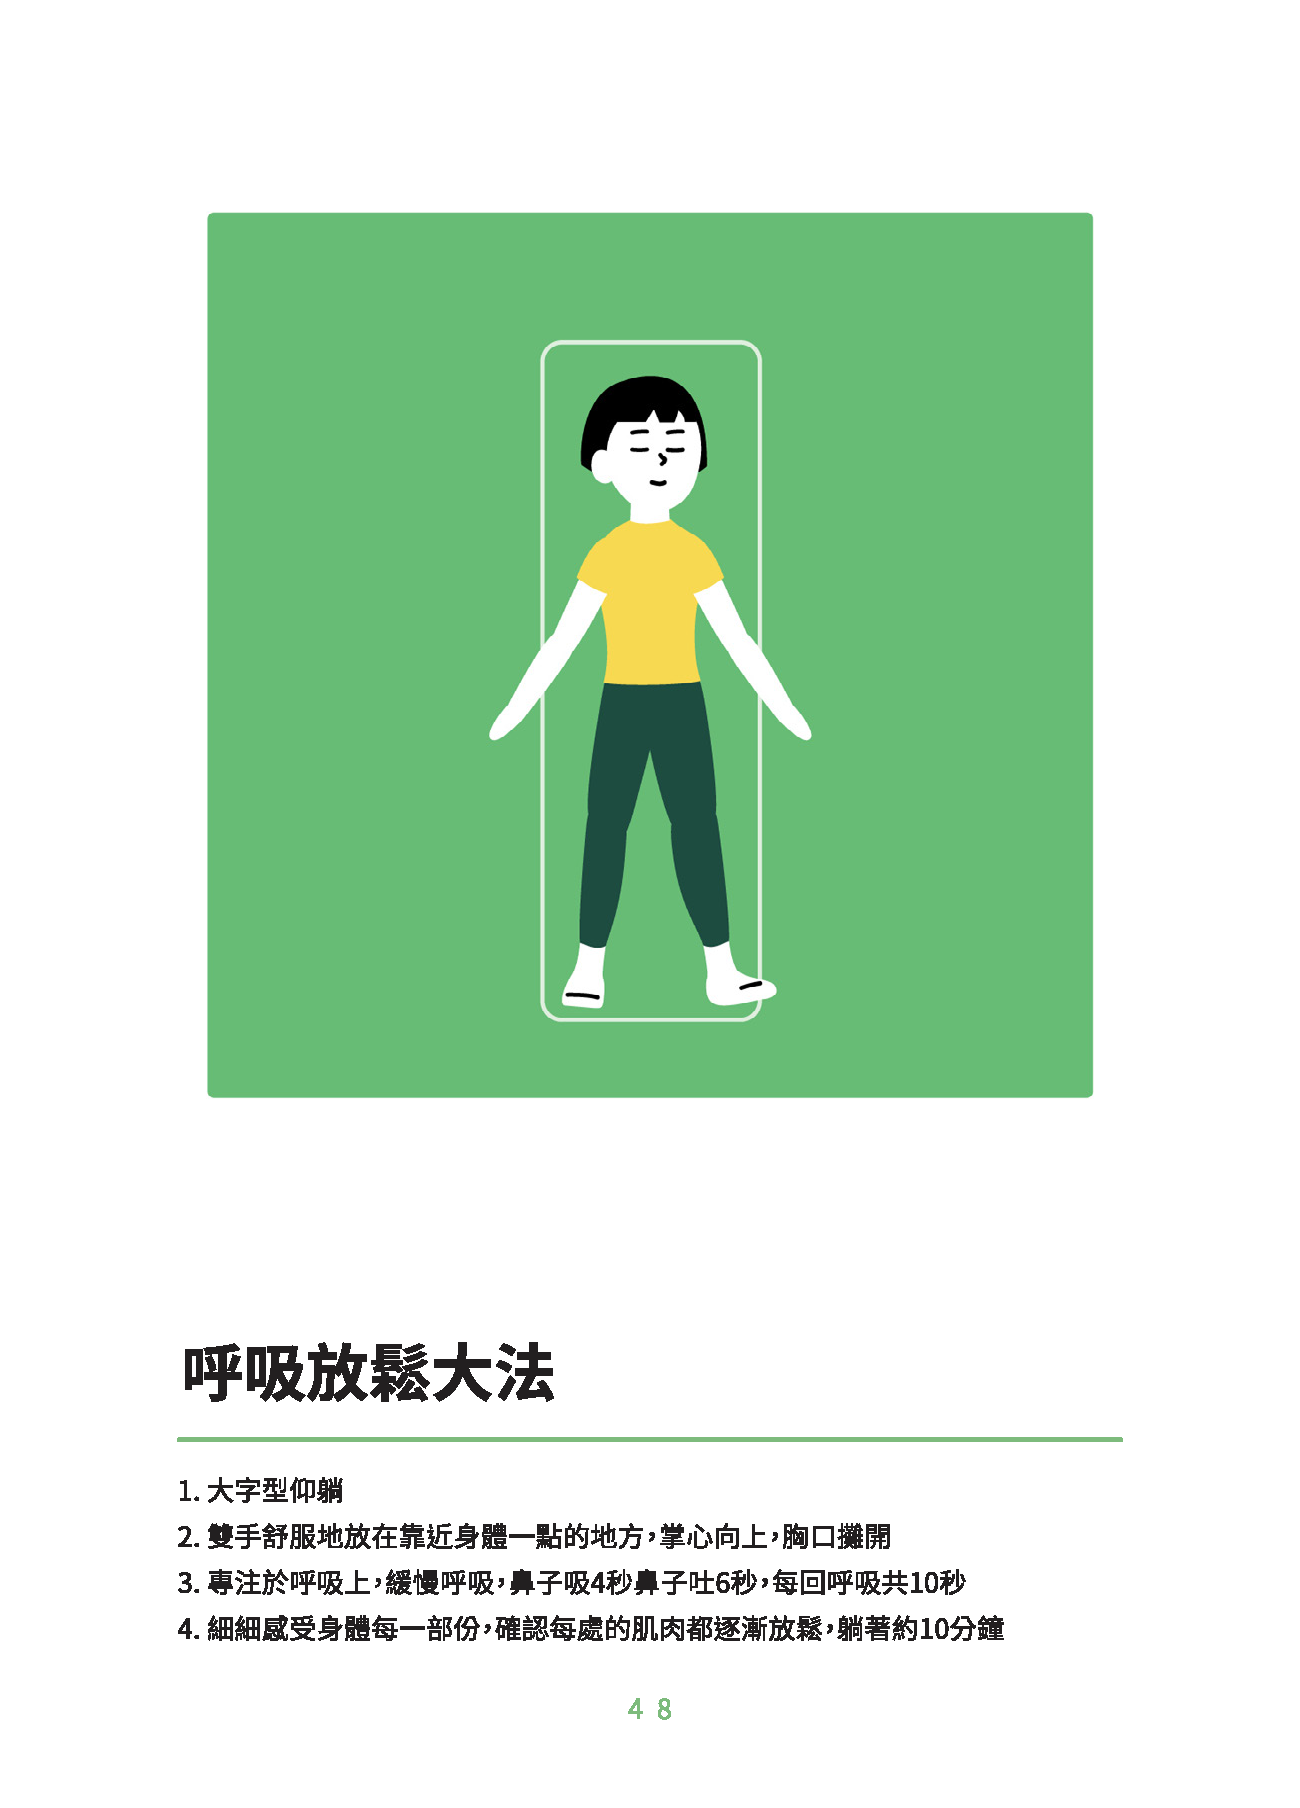 呼吸放鬆大法
1. 大字型仰躺
2. 雙手舒服地放在靠近身體一點的地方，掌心向上，胸口攤開
3. 專注於呼吸上，緩慢呼吸，鼻子吸4秒鼻子吐6秒，每回呼吸共10秒
4. 細細感受身體每一部份，確認每處的肌肉都逐漸放鬆，躺著約10分鐘
48